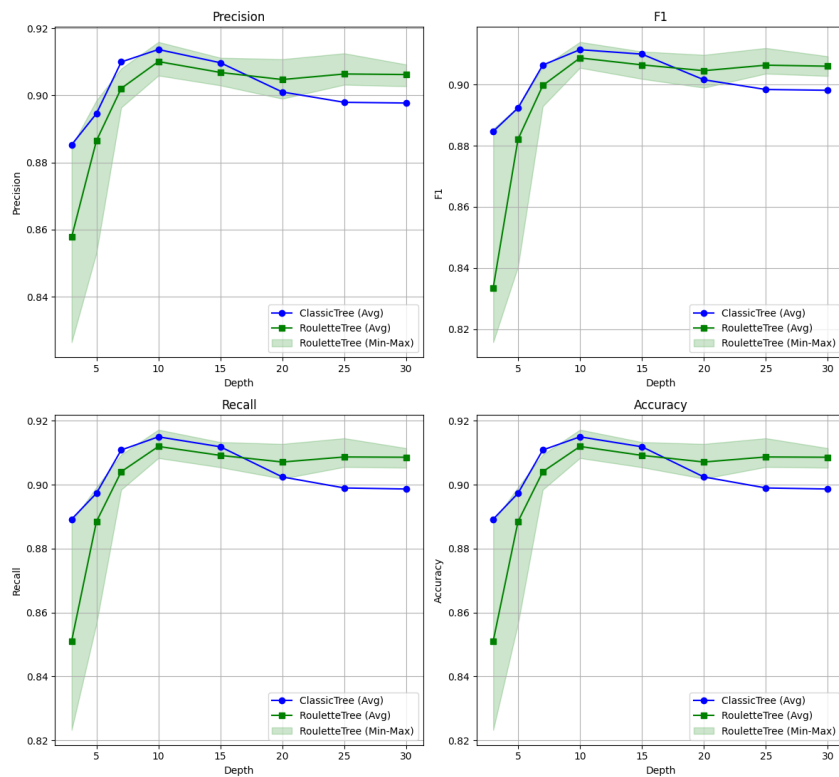 Precision
0.92
0.90
0.88
0.86
0.84
Precision
5
10
15
20
25
30
Depth
ClassicTree (Avg)
RouletteTree (Avg)
RouletteTree (Min-Max)
F1
0.90
0.88
0.86
0.84
0.82
F1
5
10
15
20
25
30
Depth
ClassicTree (Avg)
RouletteTree (Avg)
RouletteTree (Min-Max)
Recall
0.92
0.90
0.88
0.86
0.84
0.82
Recall
5
10
15
20
25
30
Depth
ClassicTree (Avg)
RouletteTree (Avg)
RouletteTree (Min-Max)
Accuracy
0.92
0.90
0.88
0.86
0.84
0.82
Accuracy
5
10
15
20
25
30
Depth
ClassicTree (Avg)
RouletteTree (Avg)
RouletteTree (Min-Max)